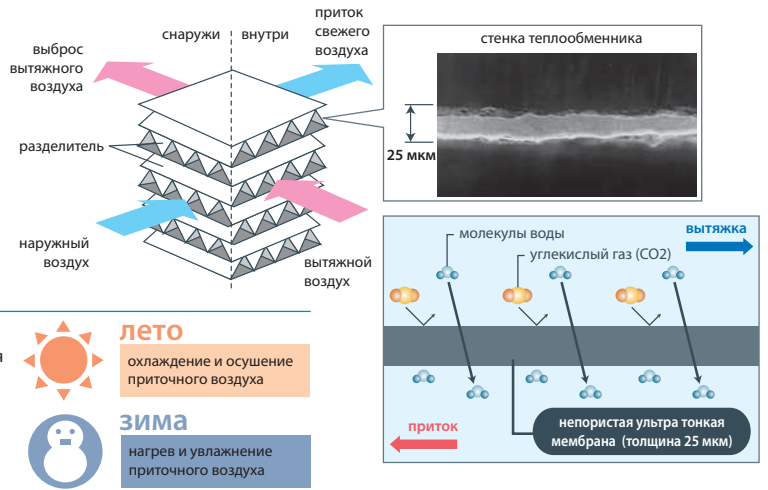 снаружи
внутри
приток
свежего
воздуха
выброс
вытяжного
воздуха
разделитель
наружный
воздух
вытяжной
воздух
стенка теплообменника
25 мкм
вытяжка
молекулы воды
углекислый газ (CO2)
приток
непористая ультра тонкая
мембрана (толщина 25 мкм)
я
лето
охлаждение и осушение
приточного воздуха
зима
нагрев и увлажнение
приточного воздуха